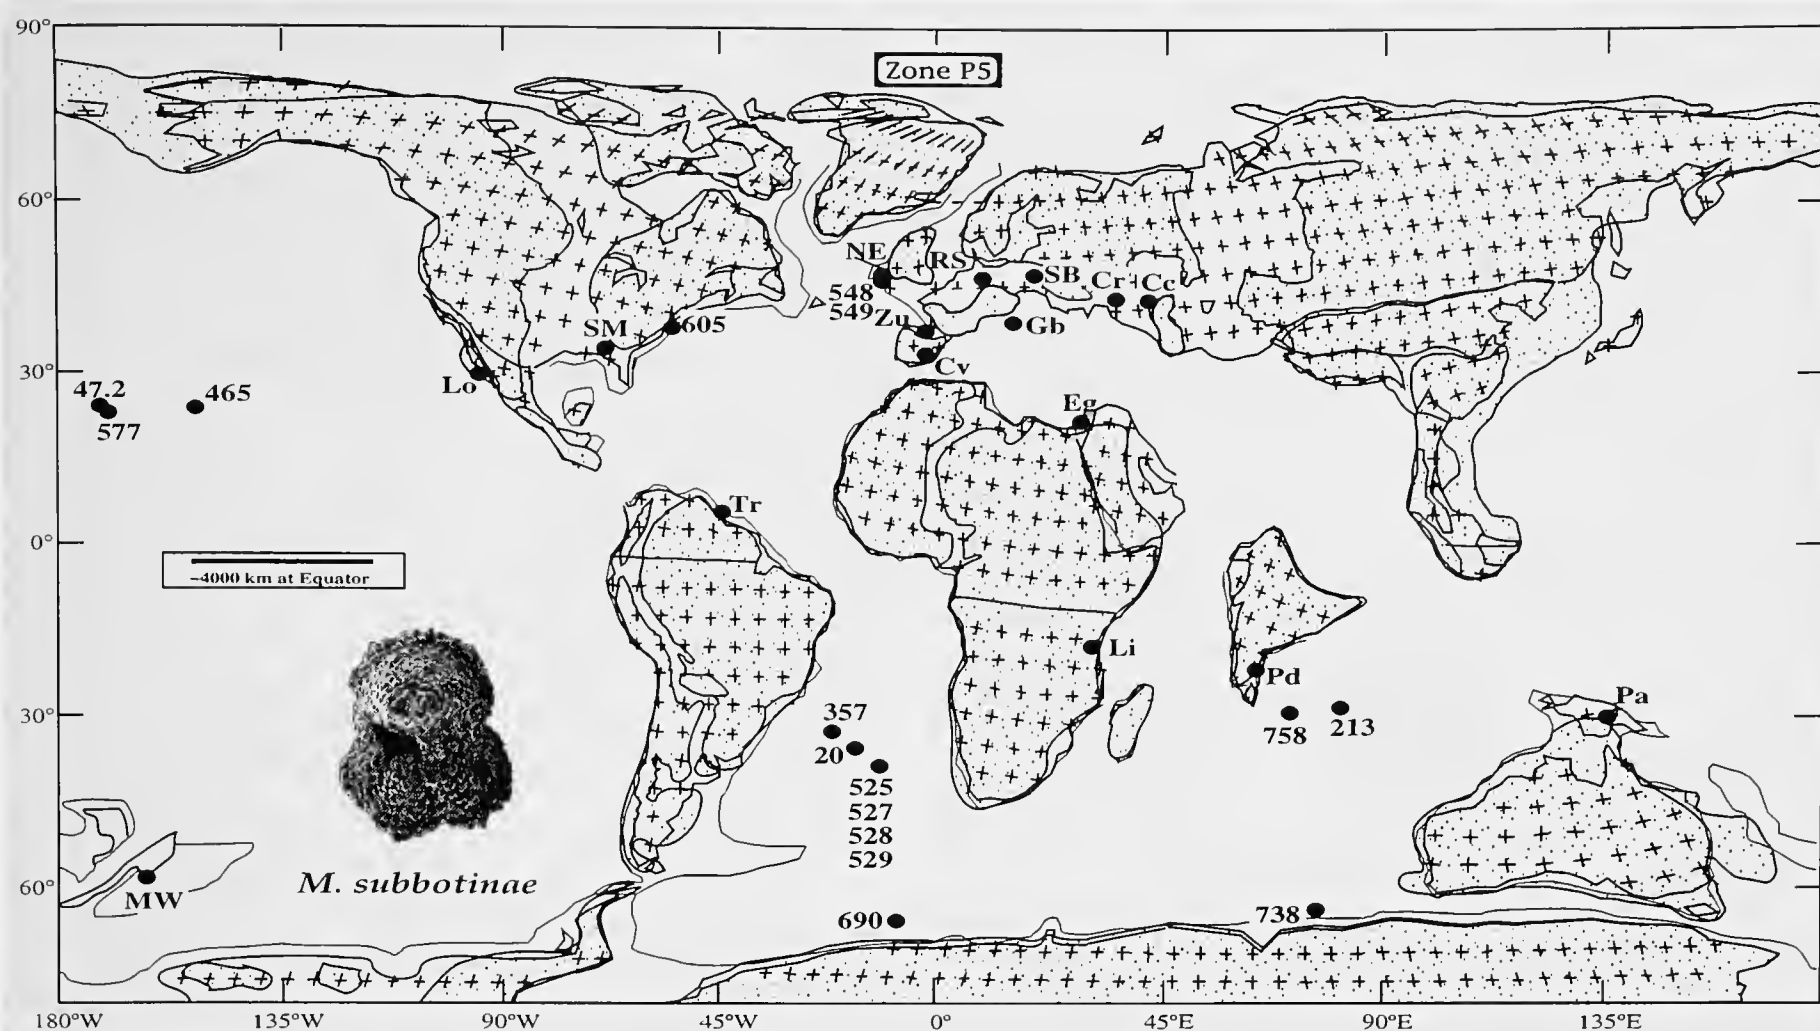 90°
Zone P5
60°
NE
RS
SB
Cr
Cc
548
549
Zu
Gb
SM
605
Cv
30°
Lo
47.2
465
577
Eg
Tr
0°
~4000 km at Equator
Li
Pd
30°
357
758
213
Pa
20
525
527
528
529
60°
MW
M. subbotinae
690
738
180°W
135°W
90°W
45°W
0°
45°E
90°E
135°E